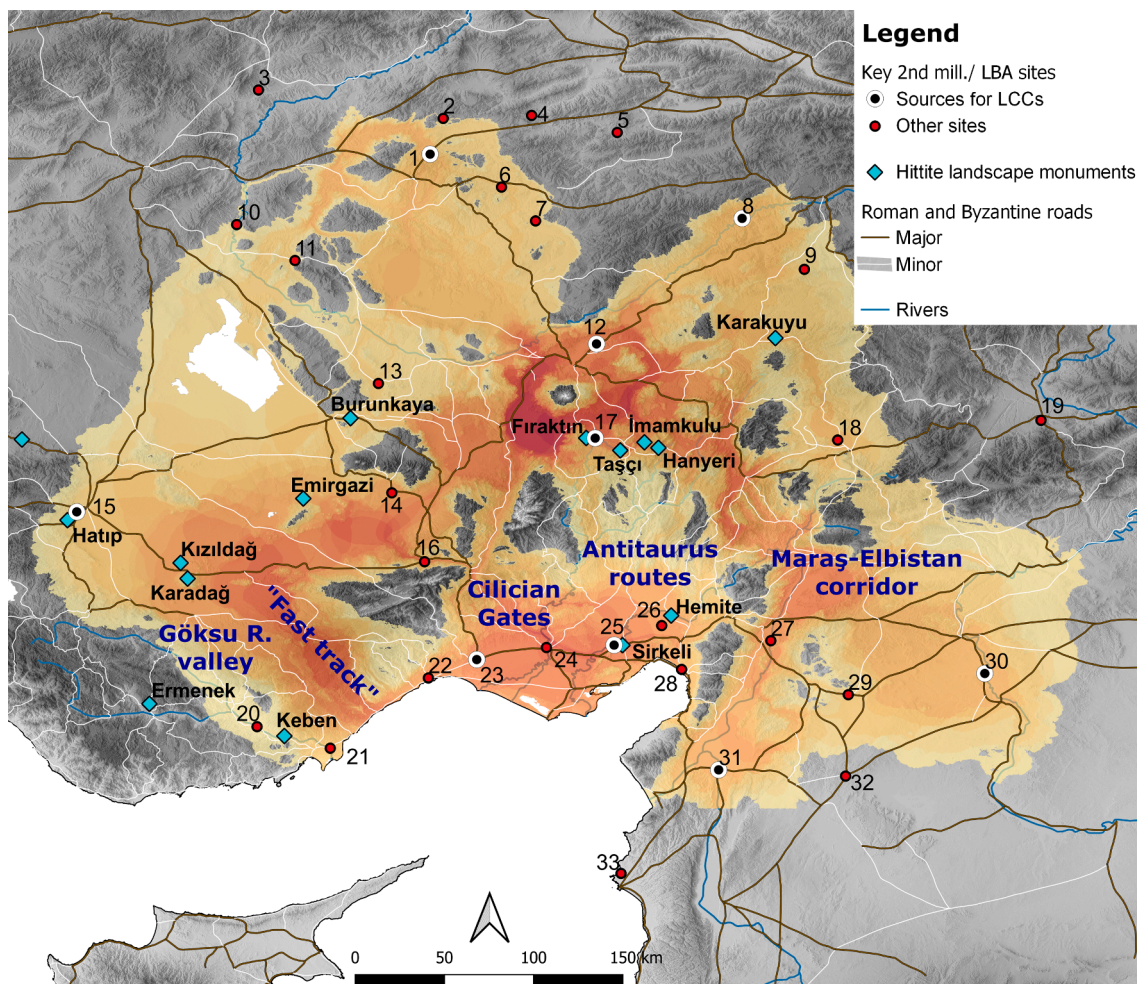 Legend
Key 2nd mill./ LBA sites
Sources for LCCs
Other sites
Hittite landscape monuments
Roman and Byzantine roads
Major
Minor
Rivers
3
2
4
5
1
6
7
8
10
11
9
12
Karakuyu
13
Burunkaya
Fıraktın
17
İmamkulu
Taşçı
Hanyeri
18
19
Emirgazi
14
15
Hatıp
Kızıldağ
Karadağ
16
Antitaurus
routes
Maraş-Elbistan
corridor
Cilician
Gates
"Fast track"
Göksu R.
valley
26
Hemite
25
Sirkeli
24
23
22
27
28
29
30
Ermenek
20
Keben
21
31
32
33
0
50
100
150 km